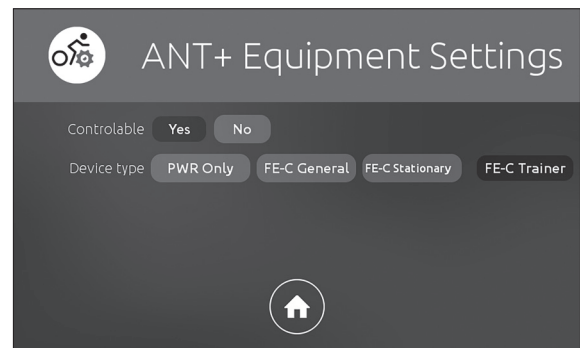 ANT+ Equipment Settings
Controlable Yes No
Device type PWR Only FE-C General FE-C Stationary FE-C Trainer